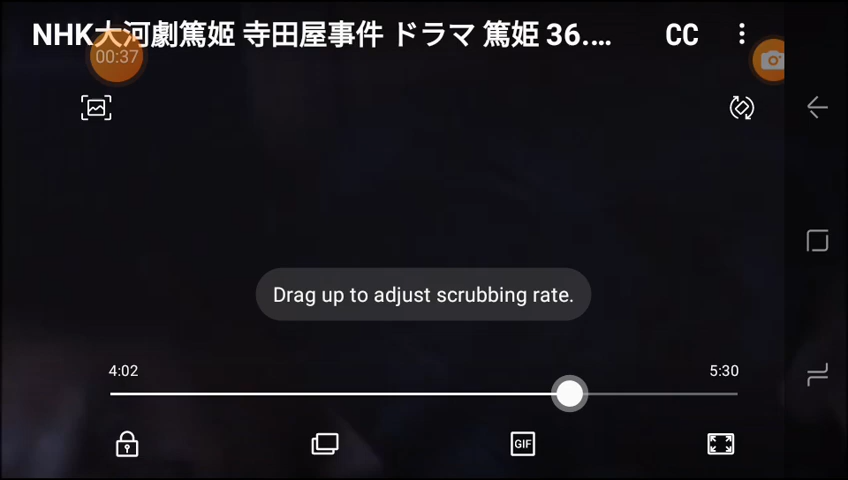 NHK大河劇篤姬 寺田屋事件 ドラマ 篤姫 36.... CC
00:37
Drag up to adjust scrubbing rate.
4:02 5:30
GIF